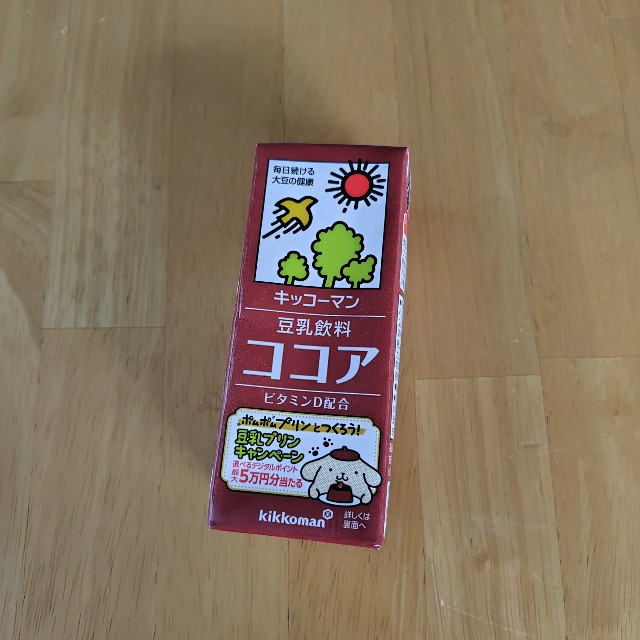 毎日続ける
大豆の健康
キッコーマン
豆乳飲料
ココア
ビタミンD配合
ポムポムプリンとつくろう!
豆乳プリン
キャンペーン
選べるデジタルポイント
最大5万円分当たる
kikkoman
詳しくは
裏面へ